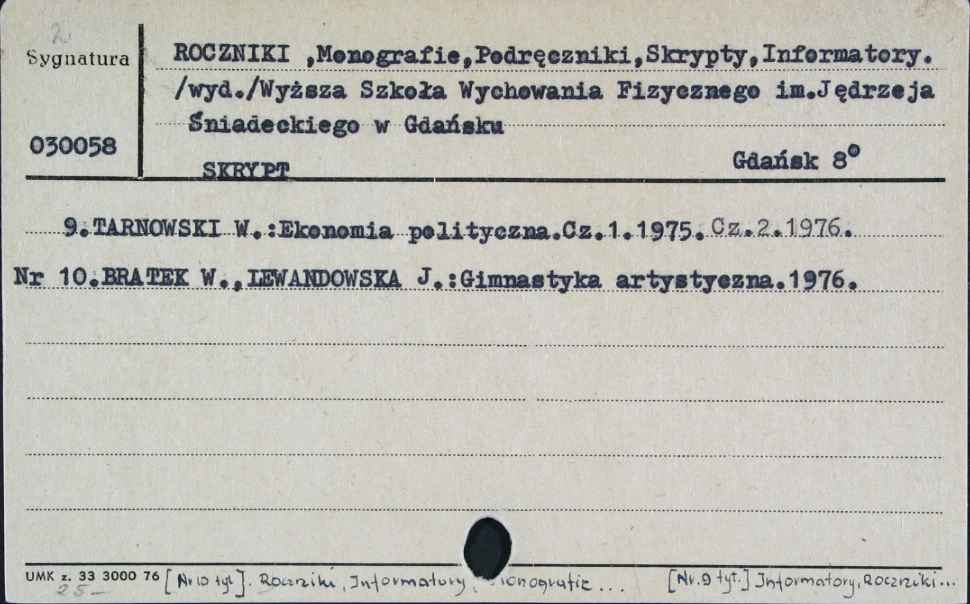 2
Sygnatura
ROCZNIKI ,Monografie,Podręczniki,Skrypty,Informatory.
/wyd./Wyższa Szkoła Wychowania Fizycznego im.Jędrzeja
Śniadeckiego w Gdańsku
030058
SKRYPT
Gdańsk 8°
9.TARNOWSKI W.:Ekonomia polityczna.Cz.1.1975.Cz.2.1976.
Nr 10.BRATEK W.,LEWANDOWSKA J.:Gimnastyka artystyczna.1976.
UMK z. 33 3000 76 [Nr 10 tyt]. Roczniki, Informatory, Monografie... [Nr. 9 tyt.] Informatory, Roczniki...
25 —